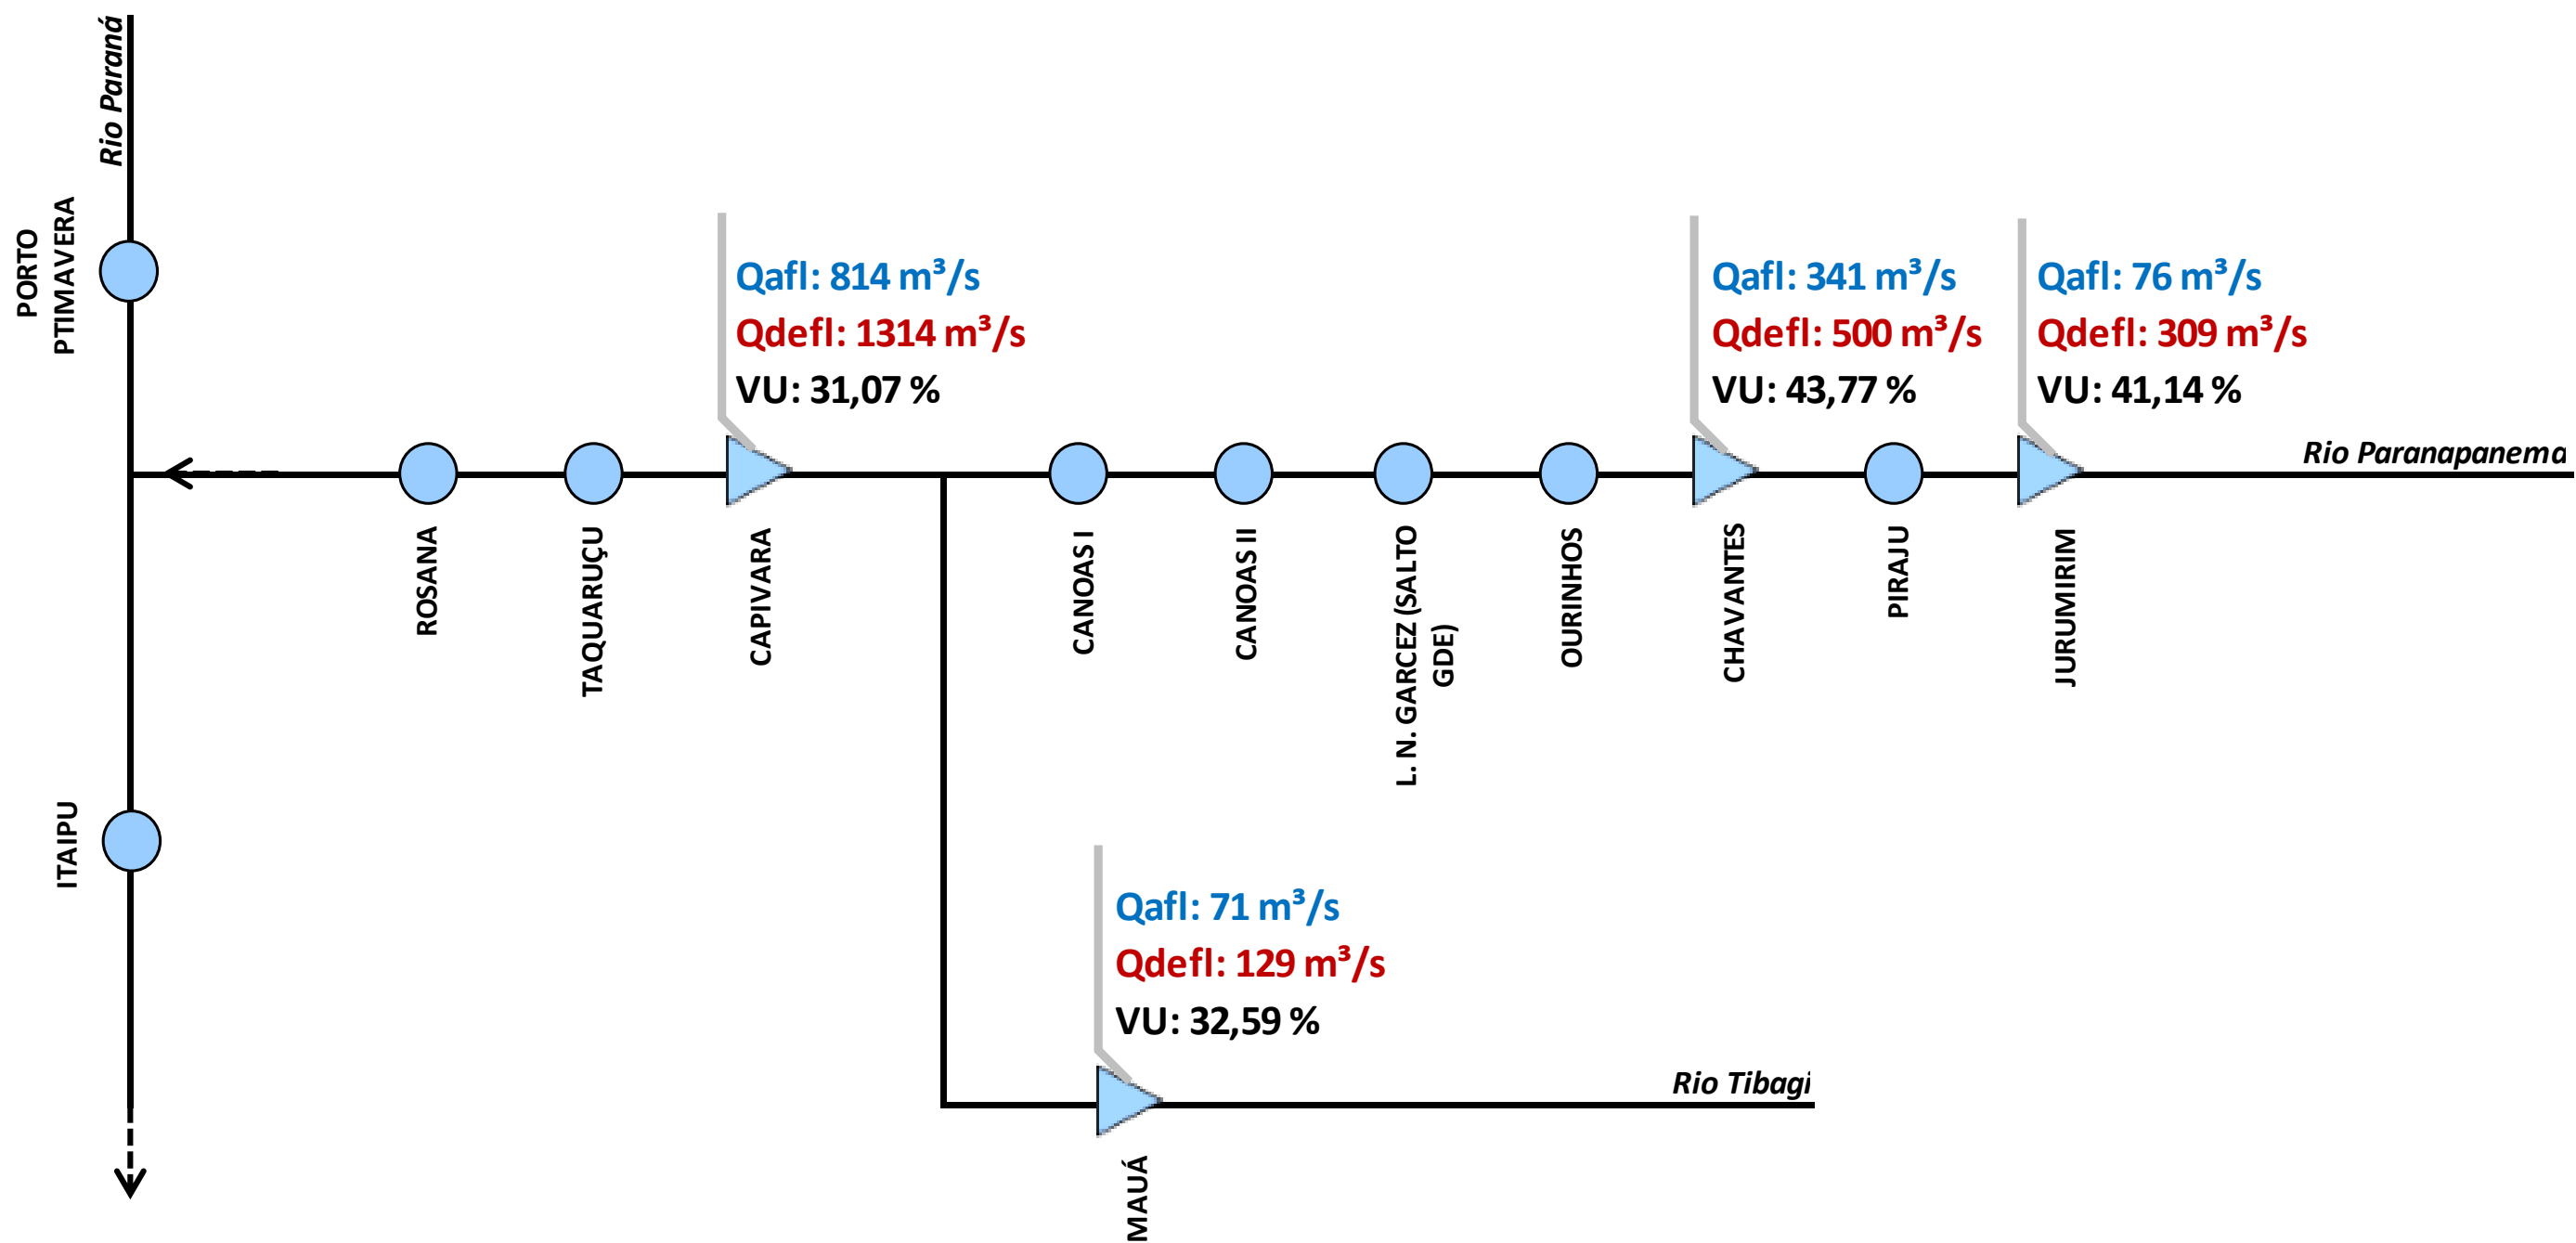 Rio Paraná
PORTO
PTIMAVERA
Qafl: 814 m³/s
Qdefl: 1314 m³/s
VU: 31,07 %
Qafl: 341 m³/s
Qdefl: 500 m³/s
VU: 43,77 %
Qafl: 76 m³/s
Qdefl: 309 m³/s
VU: 41,14 %
Rio Paranapanema
ROSANA
TAQUARUÇU
CAPIVARA
CANOAS I
CANOAS II
L. N. GARCEZ (SALTO
GDE)
OURINHOS
CHAVANTES
PIRAJU
JURUMIRIM
ITAIPU
Qafl: 71 m³/s
Qdefl: 129 m³/s
VU: 32,59 %
Rio Tibagi
MAUÁ